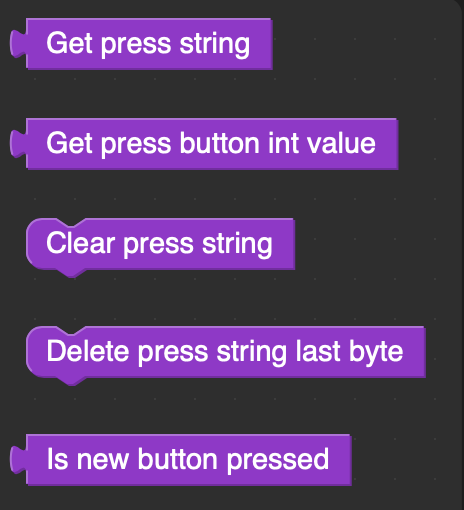 Get press string
Get press button int value
Clear press string
Delete press string last byte
Is new button pressed